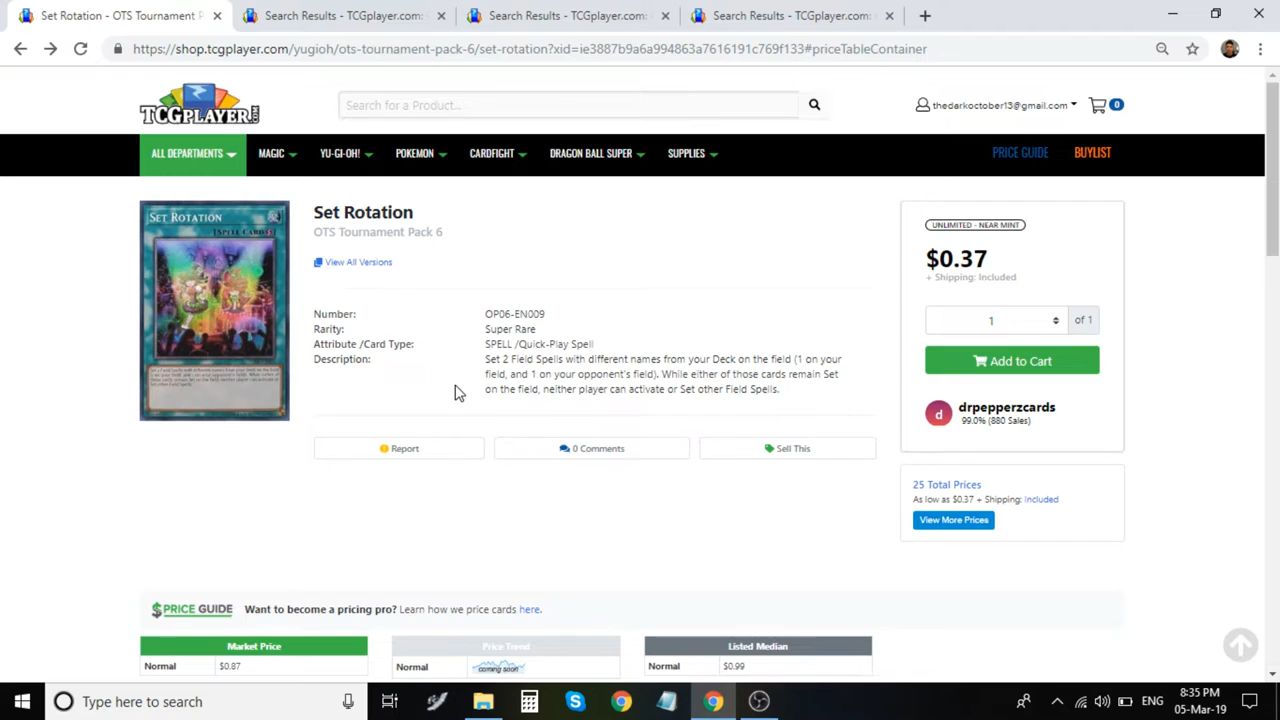 Set Rotation - OTS Tournament P
Search Results - TCGplayer.com:
Search Results - TCGplayer.com:
Search Results - TCGplayer.com:
https://shop.tcgplayer.com/yugioh/ots-tournament-pack-6/set-rotation?xid=ie3887b9a6a994863a7616191c769f133#priceTableContainer
TCGPLAYER.COM
Search for a Product...
thedarkoctober13@gmail.com
0
ALL DEPARTMENTS
MAGIC
YU-GI-OH!
POKEMON
CARDFIGHT
DRAGON BALL SUPER
SUPPLIES
PRICE GUIDE
BUYLIST
SET ROTATION
Set Rotation
OTS Tournament Pack 6
View All Versions
Number: OP06-EN009
Rarity: Super Rare
Attribute /Card Type: SPELL /Quick-Play Spell
Description: Set 2 Field Spells with different names from your Deck on the field (1 on your
field, and 1 on your opponent's field). While either of those cards remain Set
on the field, neither player can activate or Set other Field Spells.
Report
0 Comments
Sell This
UNLIMITED - NEAR MINT
$0.37
+ Shipping: Included
1
of 1
Add to Cart
d
drpepperzcards
99.0% (880 Sales)
25 Total Prices
As low as $0.37 + Shipping: Included
View More Prices
PRICE GUIDE Want to become a pricing pro? Learn how we price cards here.
Market Price
Normal $0.87
Price Trend
Normal coming soon
Listed Median
Normal $0.99
Type here to search
ENG
8:35 PM
05-Mar-19